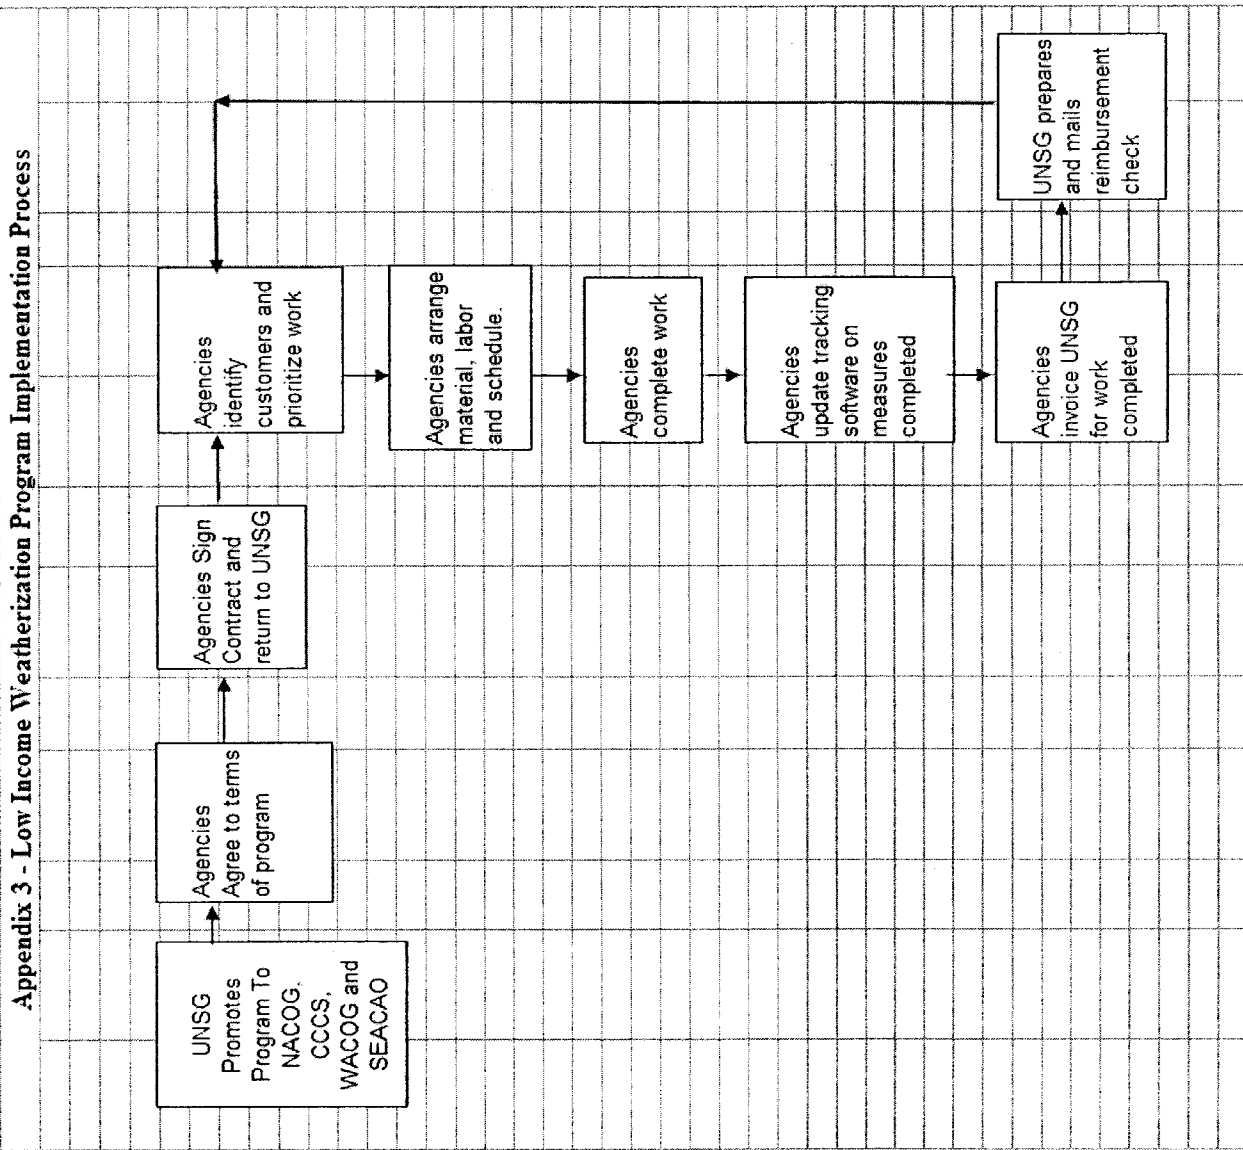 Appendix 3 - Low Income Weatherization Program Implementation Process
UNSG
Promotes
Program To
NACOG,
CCCS,
WACOG and
SEACAO
Agencies
Agree to terms
of program
Agencies Sign
Contract and
return to UNSG
Agencies
identify
customers and
prioritize work
Agencies arrange
material, labor
and schedule.
Agencies
complete work
Agencies
update tracking
software on
measures
completed
Agencies
invoice UNSG
for work
completed
UNSG prepares
and mails
reimbursement
check